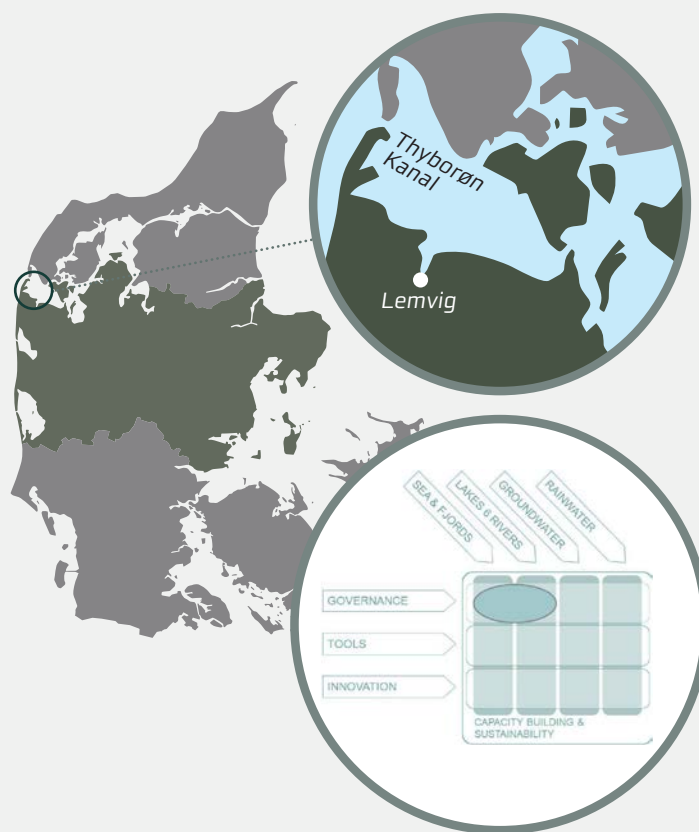 Thyborøn
Kanal
Lemvig
SEA & FJORDS
LAKES & RIVERS
GROUNDWATER
RAINWATER
GOVERNANCE
TOOLS
INNOVATION
CAPACITY BUILDING &
SUSTAINABILITY